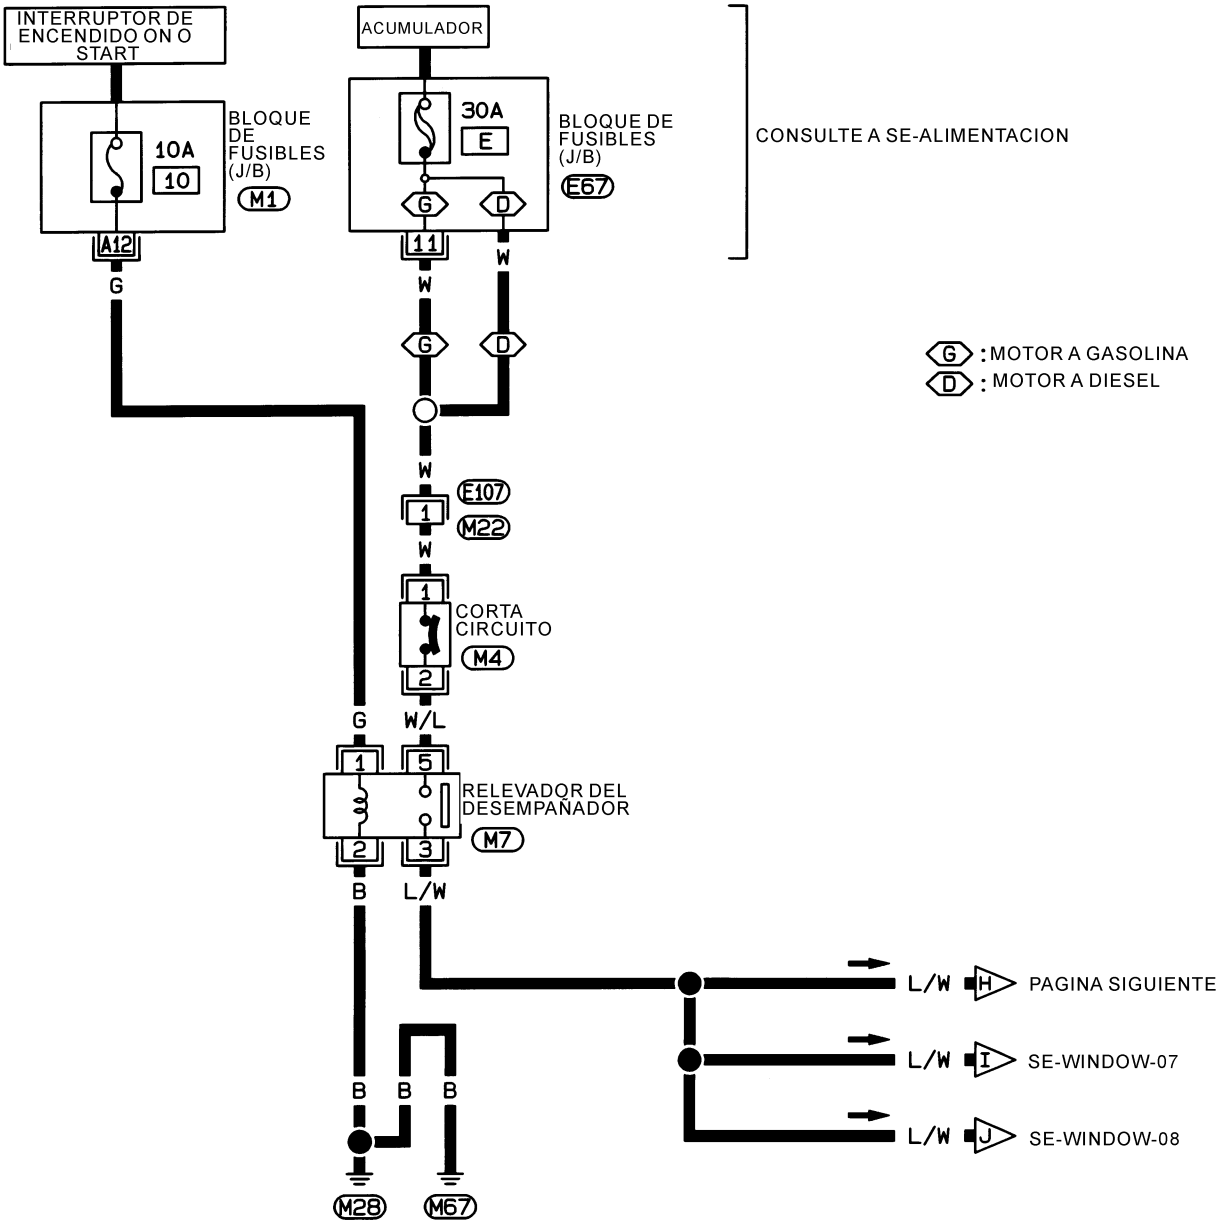 INTERRUPTOR DE
ENCENDIDO ON O
START
ACUMULADOR
10A
10
BLOQUE
DE
FUSIBLES
(J/B)
M1
30A
E
BLOQUE DE
FUSIBLES
(J/B)
E67
CONSULTE A SE-ALIMENTACION
G
D
A12
11
G
W
W
G
D
G : MOTOR A GASOLINA
D : MOTOR A DIESEL
W
E107
1
M22
W
1
CORTA
CIRCUITO
M4
2
G
W/L
1
5
RELEVADOR DEL
DESEMPAÑADOR
M7
2
3
B
L/W
L/W
H
PAGINA SIGUIENTE
L/W
I
SE-WINDOW-07
B
B
B
L/W
J
SE-WINDOW-08
M28
M67